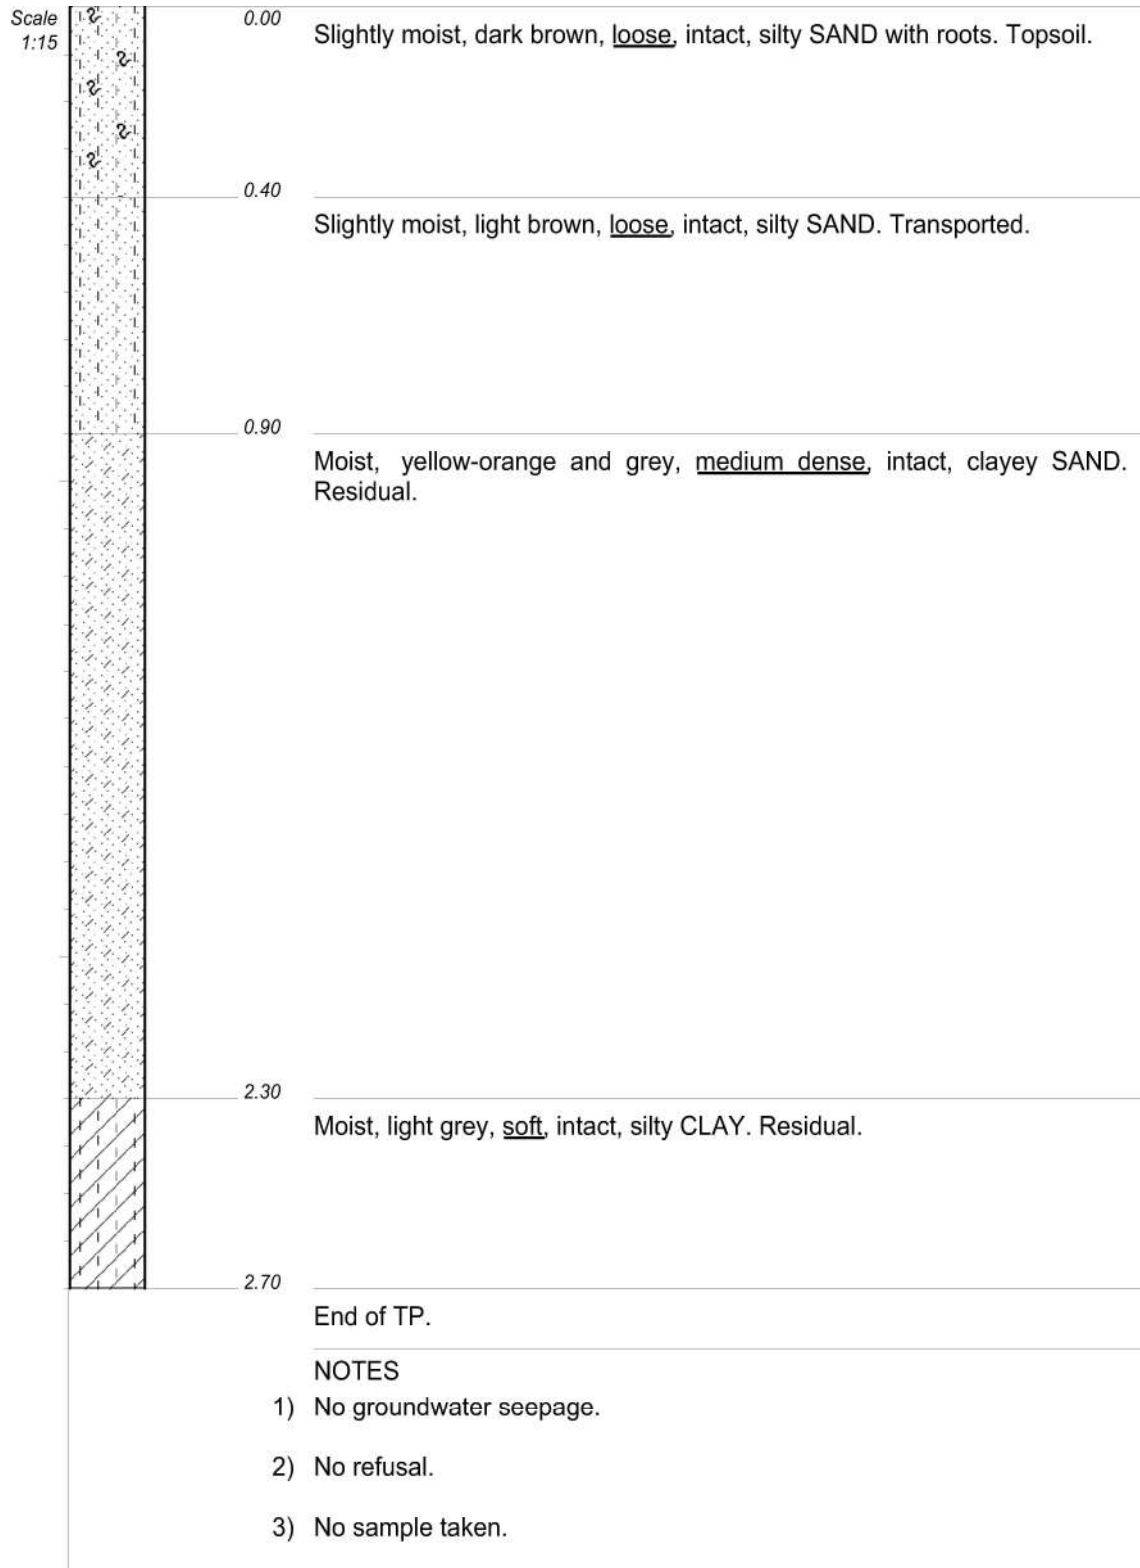 Scale
1:15
0.00
Slightly moist, dark brown, loose, intact, silty SAND with roots. Topsoil.
0.40
Slightly moist, light brown, loose, intact, silty SAND. Transported.
0.90
Moist, yellow-orange and grey, medium dense, intact, clayey SAND.
Residual.
2.30
Moist, light grey, soft, intact, silty CLAY. Residual.
2.70
End of TP.
NOTES
1) No groundwater seepage.
2) No refusal.
3) No sample taken.